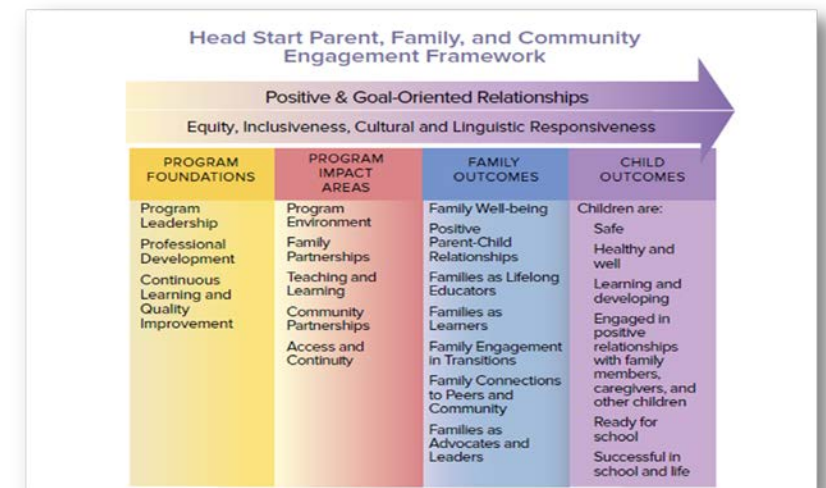 Head Start Parent, Family, and Community
Engagement Framework
Positive & Goal-Oriented Relationships
Equity, Inclusiveness, Cultural and Linguistic Responsiveness
PROGRAM
FOUNDATIONS
Program
Leadership
Professional
Development
Continuous
Learning and
Quality
Improvement
PROGRAM
IMPACT
AREAS
Program
Environment
Family
Partnerships
Teaching and
Learning
Community
Partnerships
Access and
Continuity
FAMILY
OUTCOMES
Family Well-being
Positive
Parent-Child
Relationships
Families as Lifelong
Educators
Families as
Learners
Family Engagement
in Transitions
Family Connections
to Peers and
Community
Families as
Advocates and
Leaders
CHILD
OUTCOMES
Children are:
Safe
Healthy and
well
Learning and
developing
Engaged in
positive
relationships
with family
members,
caregivers, and
other children
Ready for
school
Successful in
school and life